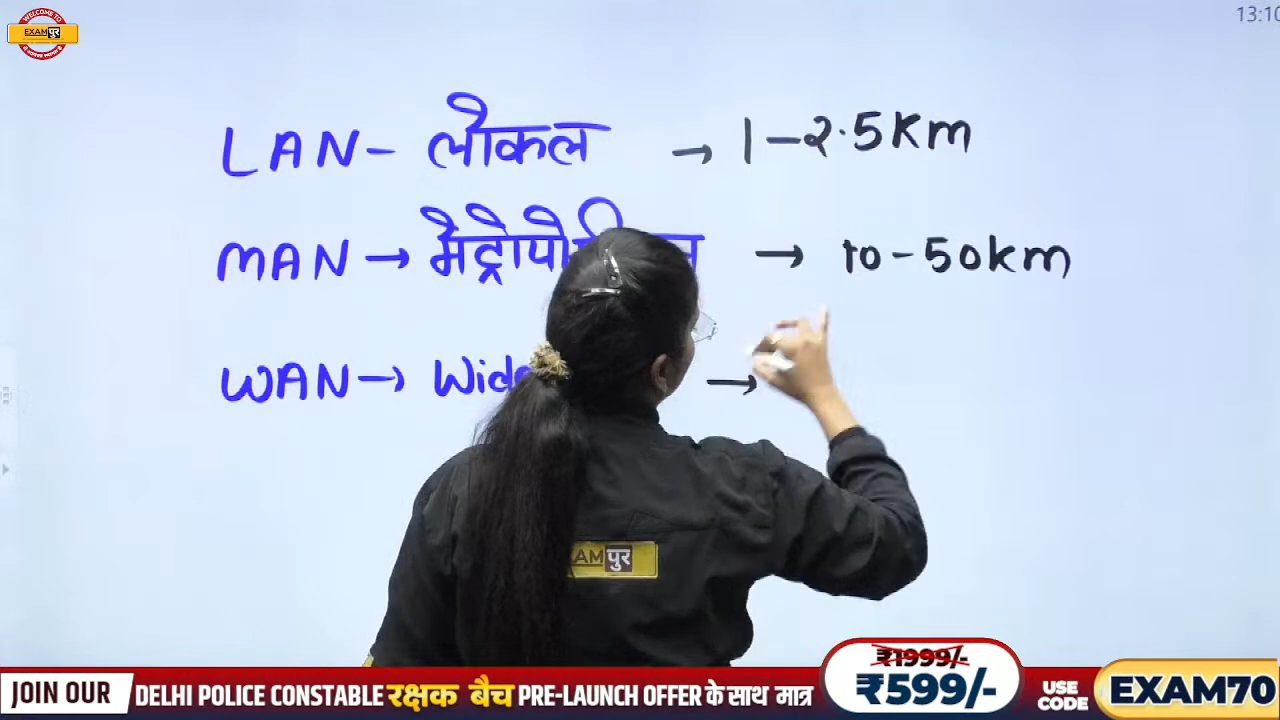 WELCOME TO
EXAMपुर
13:10
LAN- लौकल → 1-2.5Km
MAN → → 10-50km
WAN → →
AMपुर
JOIN OUR DELHI POLICE CONSTABLE रक्षक बैच PRE-LAUNCH OFFER के साथ मात्र ₹1999/- ₹599/- USE CODE EXAM70